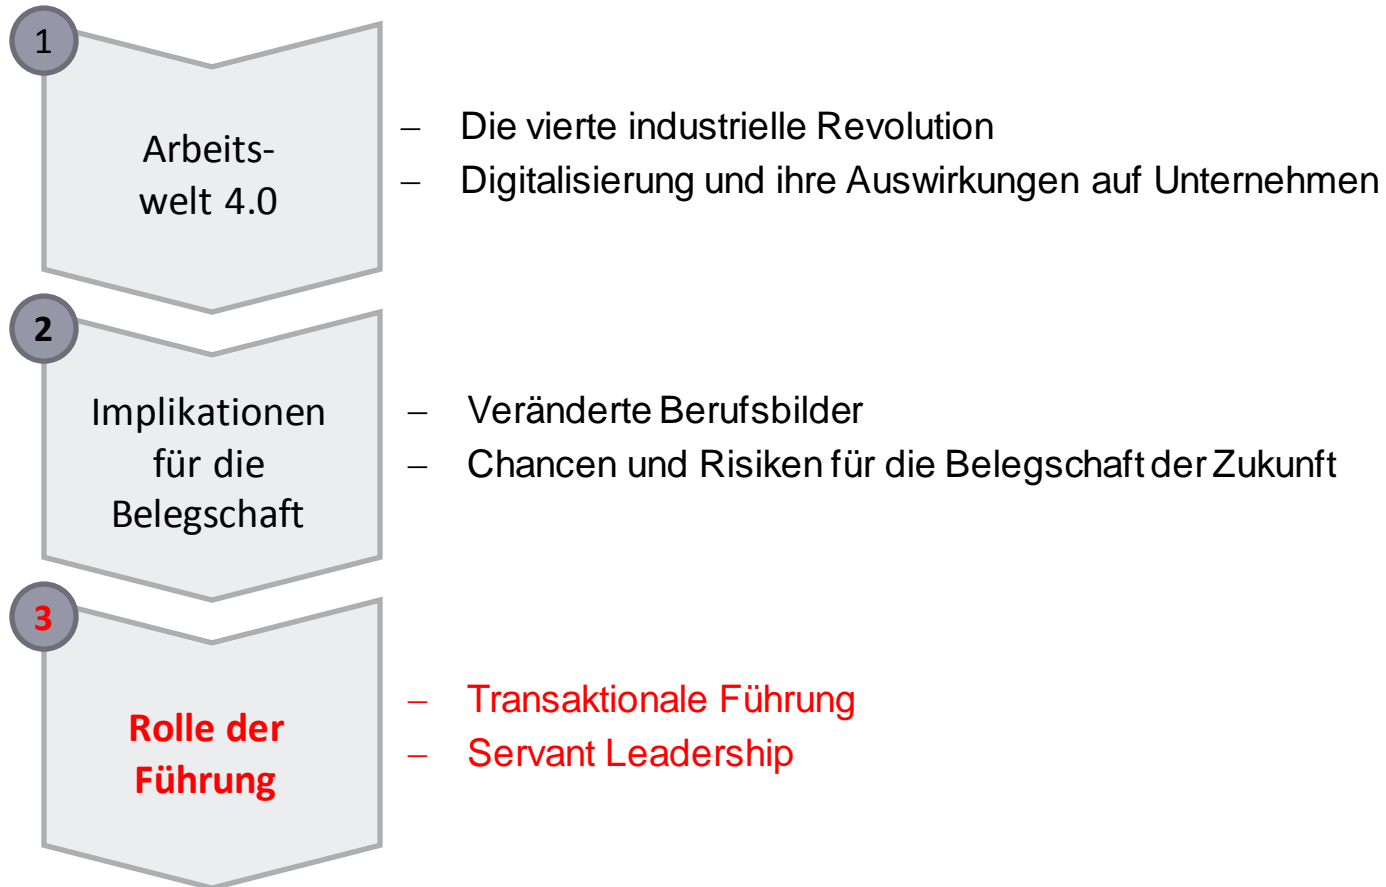 1
Arbeits-
welt 4.0
– Die vierte industrielle Revolution
– Digitalisierung und ihre Auswirkungen auf Unternehmen
2
Implikationen
für die
Belegschaft
– Veränderte Berufsbilder
– Chancen und Risiken für die Belegschaft der Zukunft
3
Rolle der
Führung
– Transaktionale Führung
– Servant Leadership